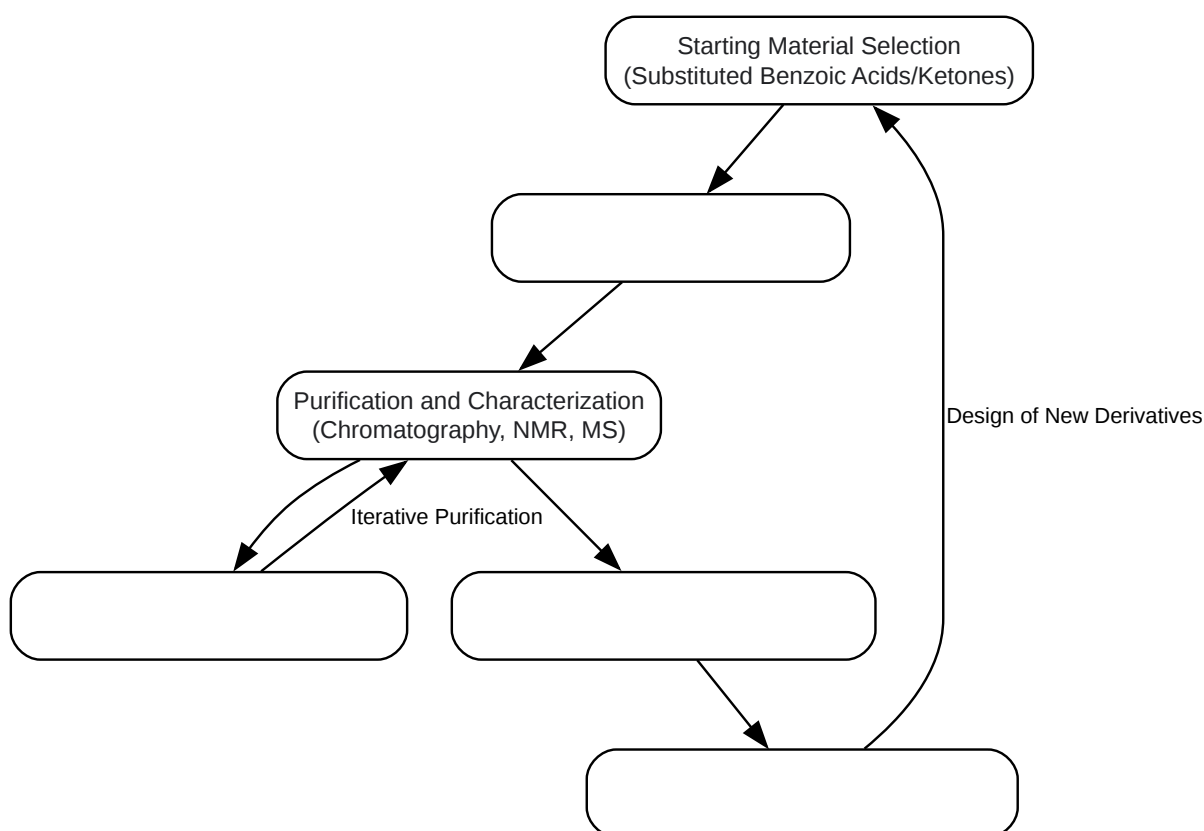 Starting Material Selection
(Substituted Benzoic Acids/Ketones)
Purification and Characterization
(Chromatography, NMR, MS)
Design of New Derivatives
Iterative Purification